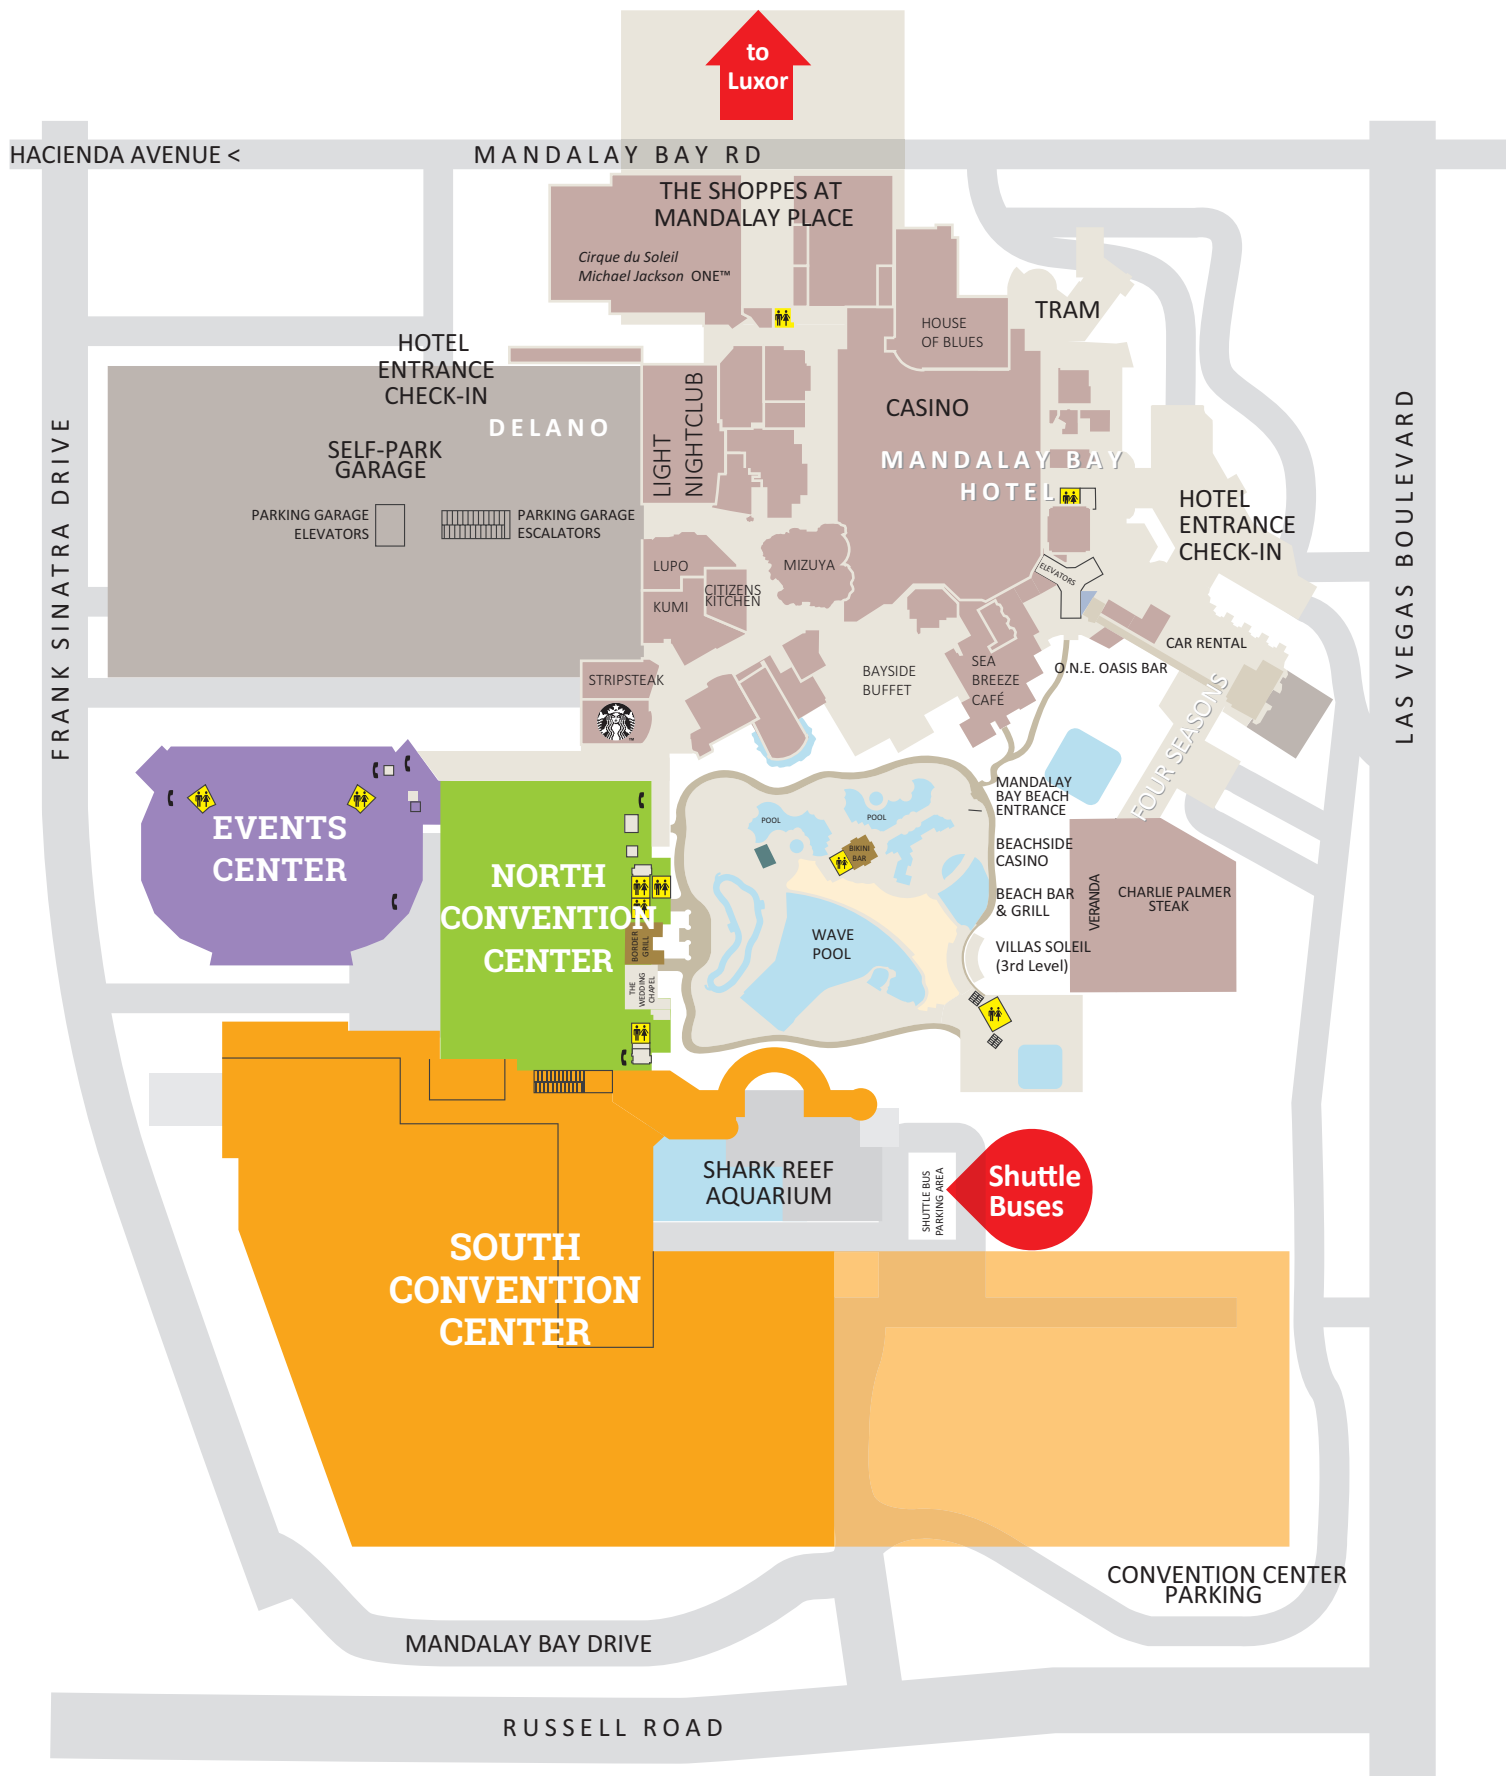 to
Luxor
HACIENDA AVENUE <
MANDALAY BAY RD
THE SHOPPES AT
MANDALAY PLACE
Cirque du Soleil
Michael Jackson ONE™
HOUSE
OF BLUES
TRAM
HOTEL
ENTRANCE
CHECK-IN
DELANO
SELF-PARK
GARAGE
PARKING GARAGE
ELEVATORS
PARKING GARAGE
ESCALATORS
LIGHT
NIGHTCLUB
CASINO
MANDALAY BAY
HOTEL
HOTEL
ENTRANCE
CHECK-IN
FRANK SINATRA DRIVE
LAS VEGAS BOULEVARD
LUPO
KUMI
CITIZENS
KITCHEN
MIZUYA
ELEVATORS
CAR RENTAL
O.N.E. OASIS BAR
STRIPSTEAK
BAYSIDE
BUFFET
SEA
BREEZE
CAFÉ
FOUR SEASONS
EVENTS
CENTER
NORTH
CONVENTION
CENTER
BORDER
GRILL
THE
WEDDING
CHAPEL
POOL
POOL
BIKINI
BAR
WAVE
POOL
MANDALAY
BAY BEACH
ENTRANCE
BEACHSIDE
CASINO
BEACH BAR
& GRILL
VILLAS SOLEIL
(3rd Level)
VERANDA
CHARLIE PALMER
STEAK
SHARK REEF
AQUARIUM
SHUTTLE BUS
PARKING AREA
Shuttle
Buses
SOUTH
CONVENTION
CENTER
CONVENTION CENTER
PARKING
MANDALAY BAY DRIVE
RUSSELL ROAD